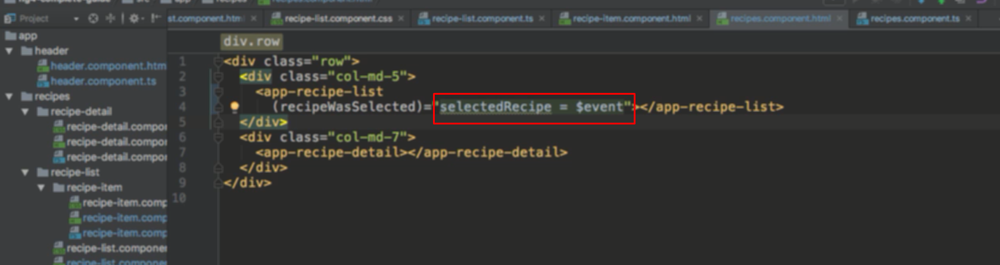 Project
st.component.htm
recipe-list.component.css
recipe-list.component.ts
recipe-item.component.html
recipes.component.html
recipes.component.ts
app
header
header.component.htm
header.component.ts
recipes
recipe-detail
recipe-detail.compor
recipe-detail.compor
recipe-detail.compor
recipe-list
recipe-item
recipe-item.comp
recipe-item.comp
recipe-item.comp
recipe-list.componer
recipe-list.component
div.row
1 <div class="row">
2 <div class="col-md-5">
3 <app-recipe-list
4 (recipeWasSelected)="selectedRecipe = $event"></app-recipe-list>
5 </div>
6 <div class="col-md-7">
7 <app-recipe-detail></app-recipe-detail>
8 </div>
9 </div>
10